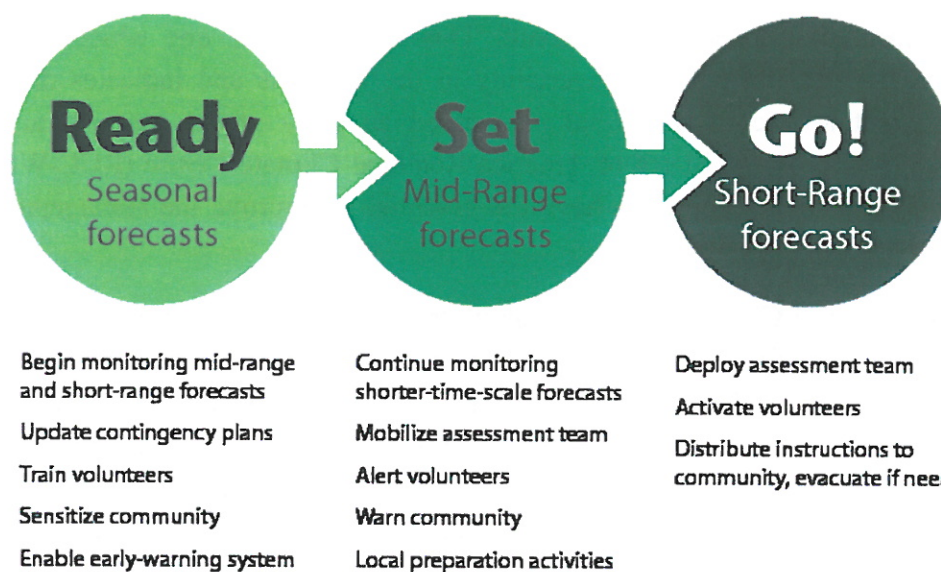 Ready
Seasonal
forecasts
Set
Mid-Range
forecasts
Go!
Short-Range
forecasts
Begin monitoring mid-range
and short-range forecasts
Update contingency plans
Train volunteers
Sensitize community
Enable early-warning system
Continue monitoring
shorter-time-scale forecasts
Mobilize assessment team
Alert volunteers
Warn community
Local preparation activities
Deploy assessment team
Activate volunteers
Distribute instructions to
community, evacuate if nee